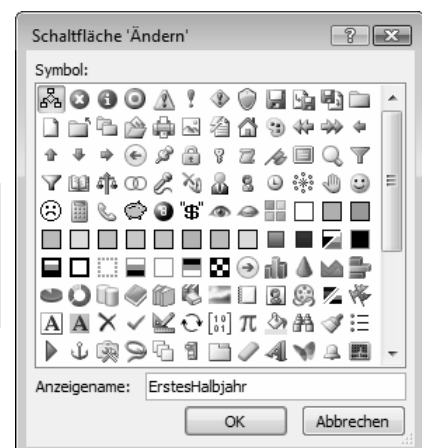 Schaltfläche 'Ändern'
Symbol:
Anzeigename: ErstesHalbjahr
OK Abbrechen